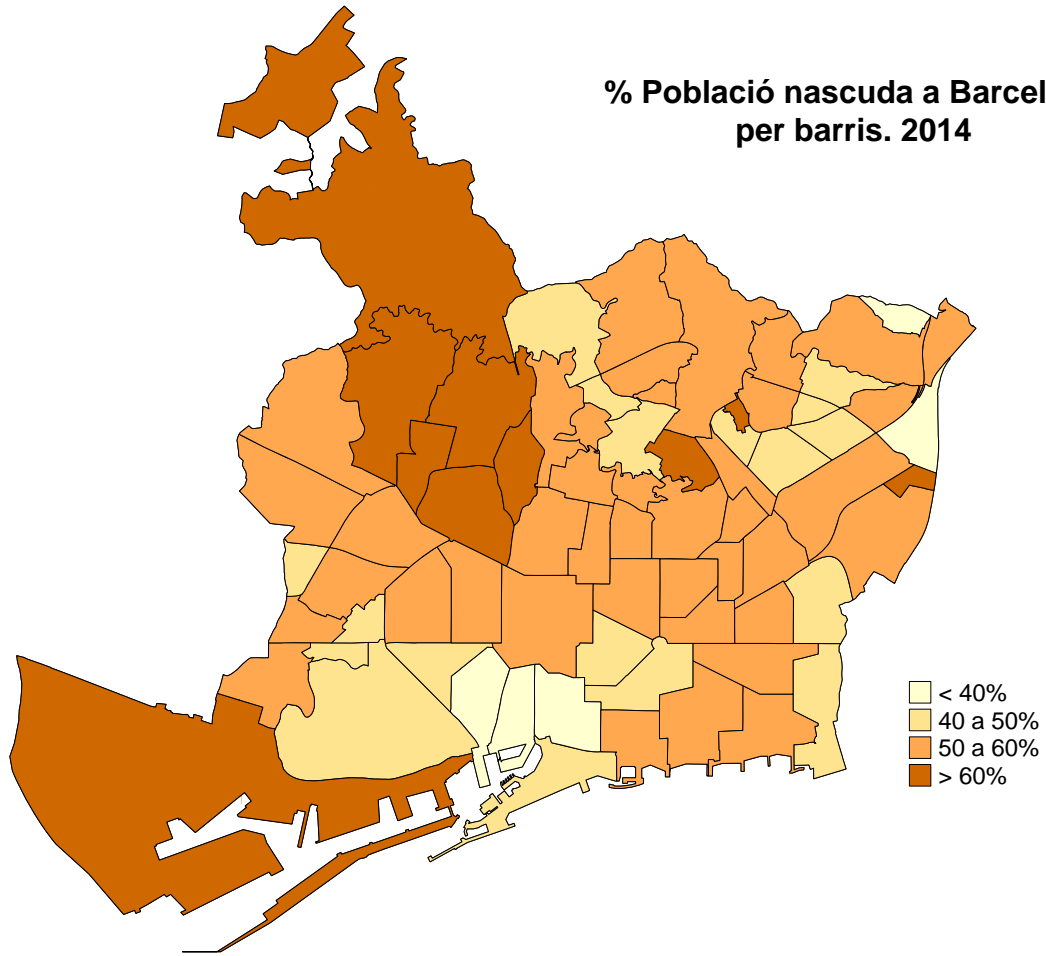 % Població nascuda a Barcel
per barris. 2014
< 40%
40 a 50%
50 a 60%
> 60%